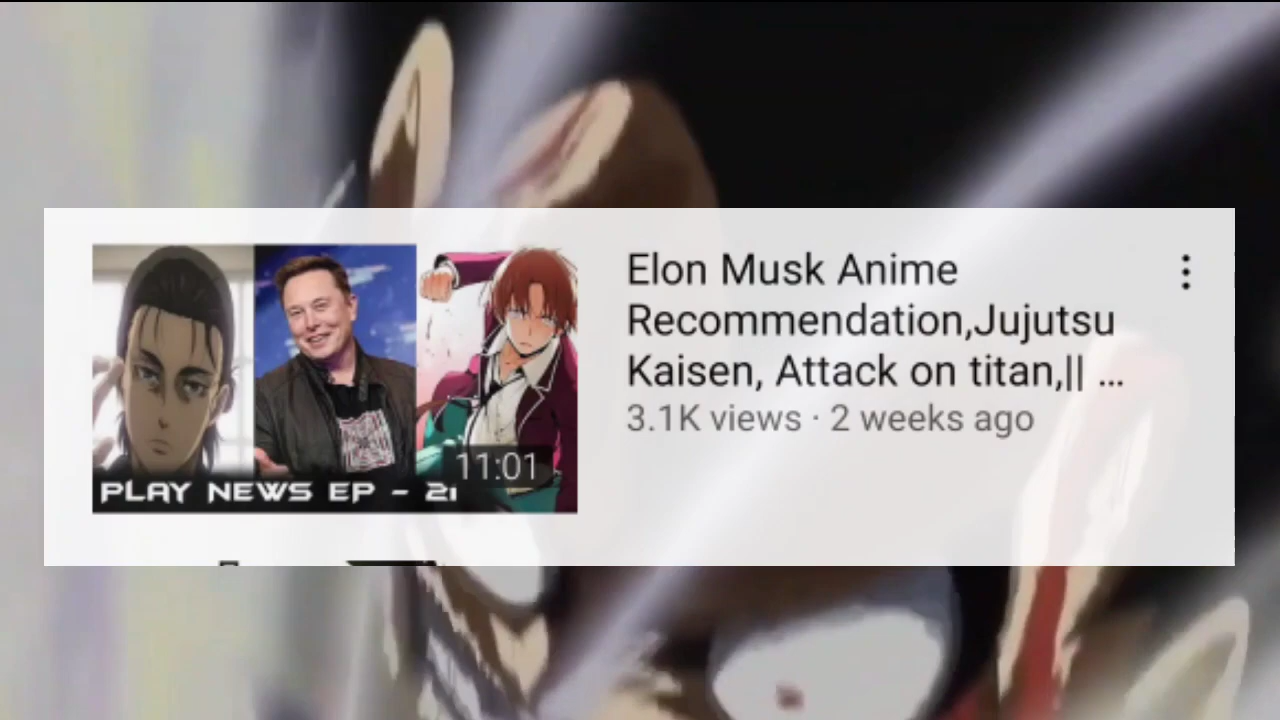 Elon Musk Anime
Recommendation,Jujutsu
Kaisen, Attack on titan,|| ...
3.1K views · 2 weeks ago
11:01
PLAY NEWS EP - 21